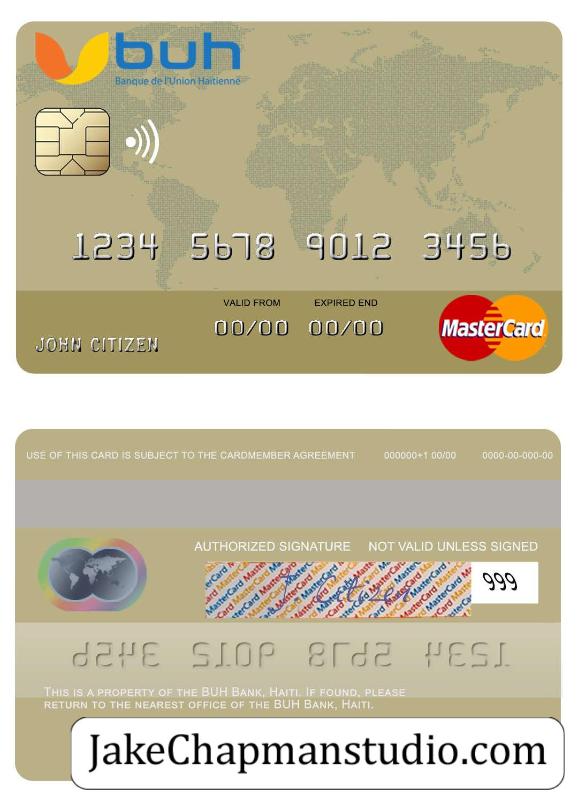 buh
Banque de l'Union Haïtienne
1234 5678 9012 3456
VALID FROM EXPIRED END
00/00 00/00
JOHN CITIZEN
MasterCard
USE OF THIS CARD IS SUBJECT TO THE CARDMEMBER AGREEMENT 000000+1 00/00 0000-00-000-00
AUTHORIZED SIGNATURE NOT VALID UNLESS SIGNED
999
THIS IS A PROPERTY OF THE BUH BANK, HAITI. IF FOUND, PLEASE
RETURN TO THE NEAREST OFFICE OF THE BUH BANK, HAITI.
JakeChapmanstudio.com